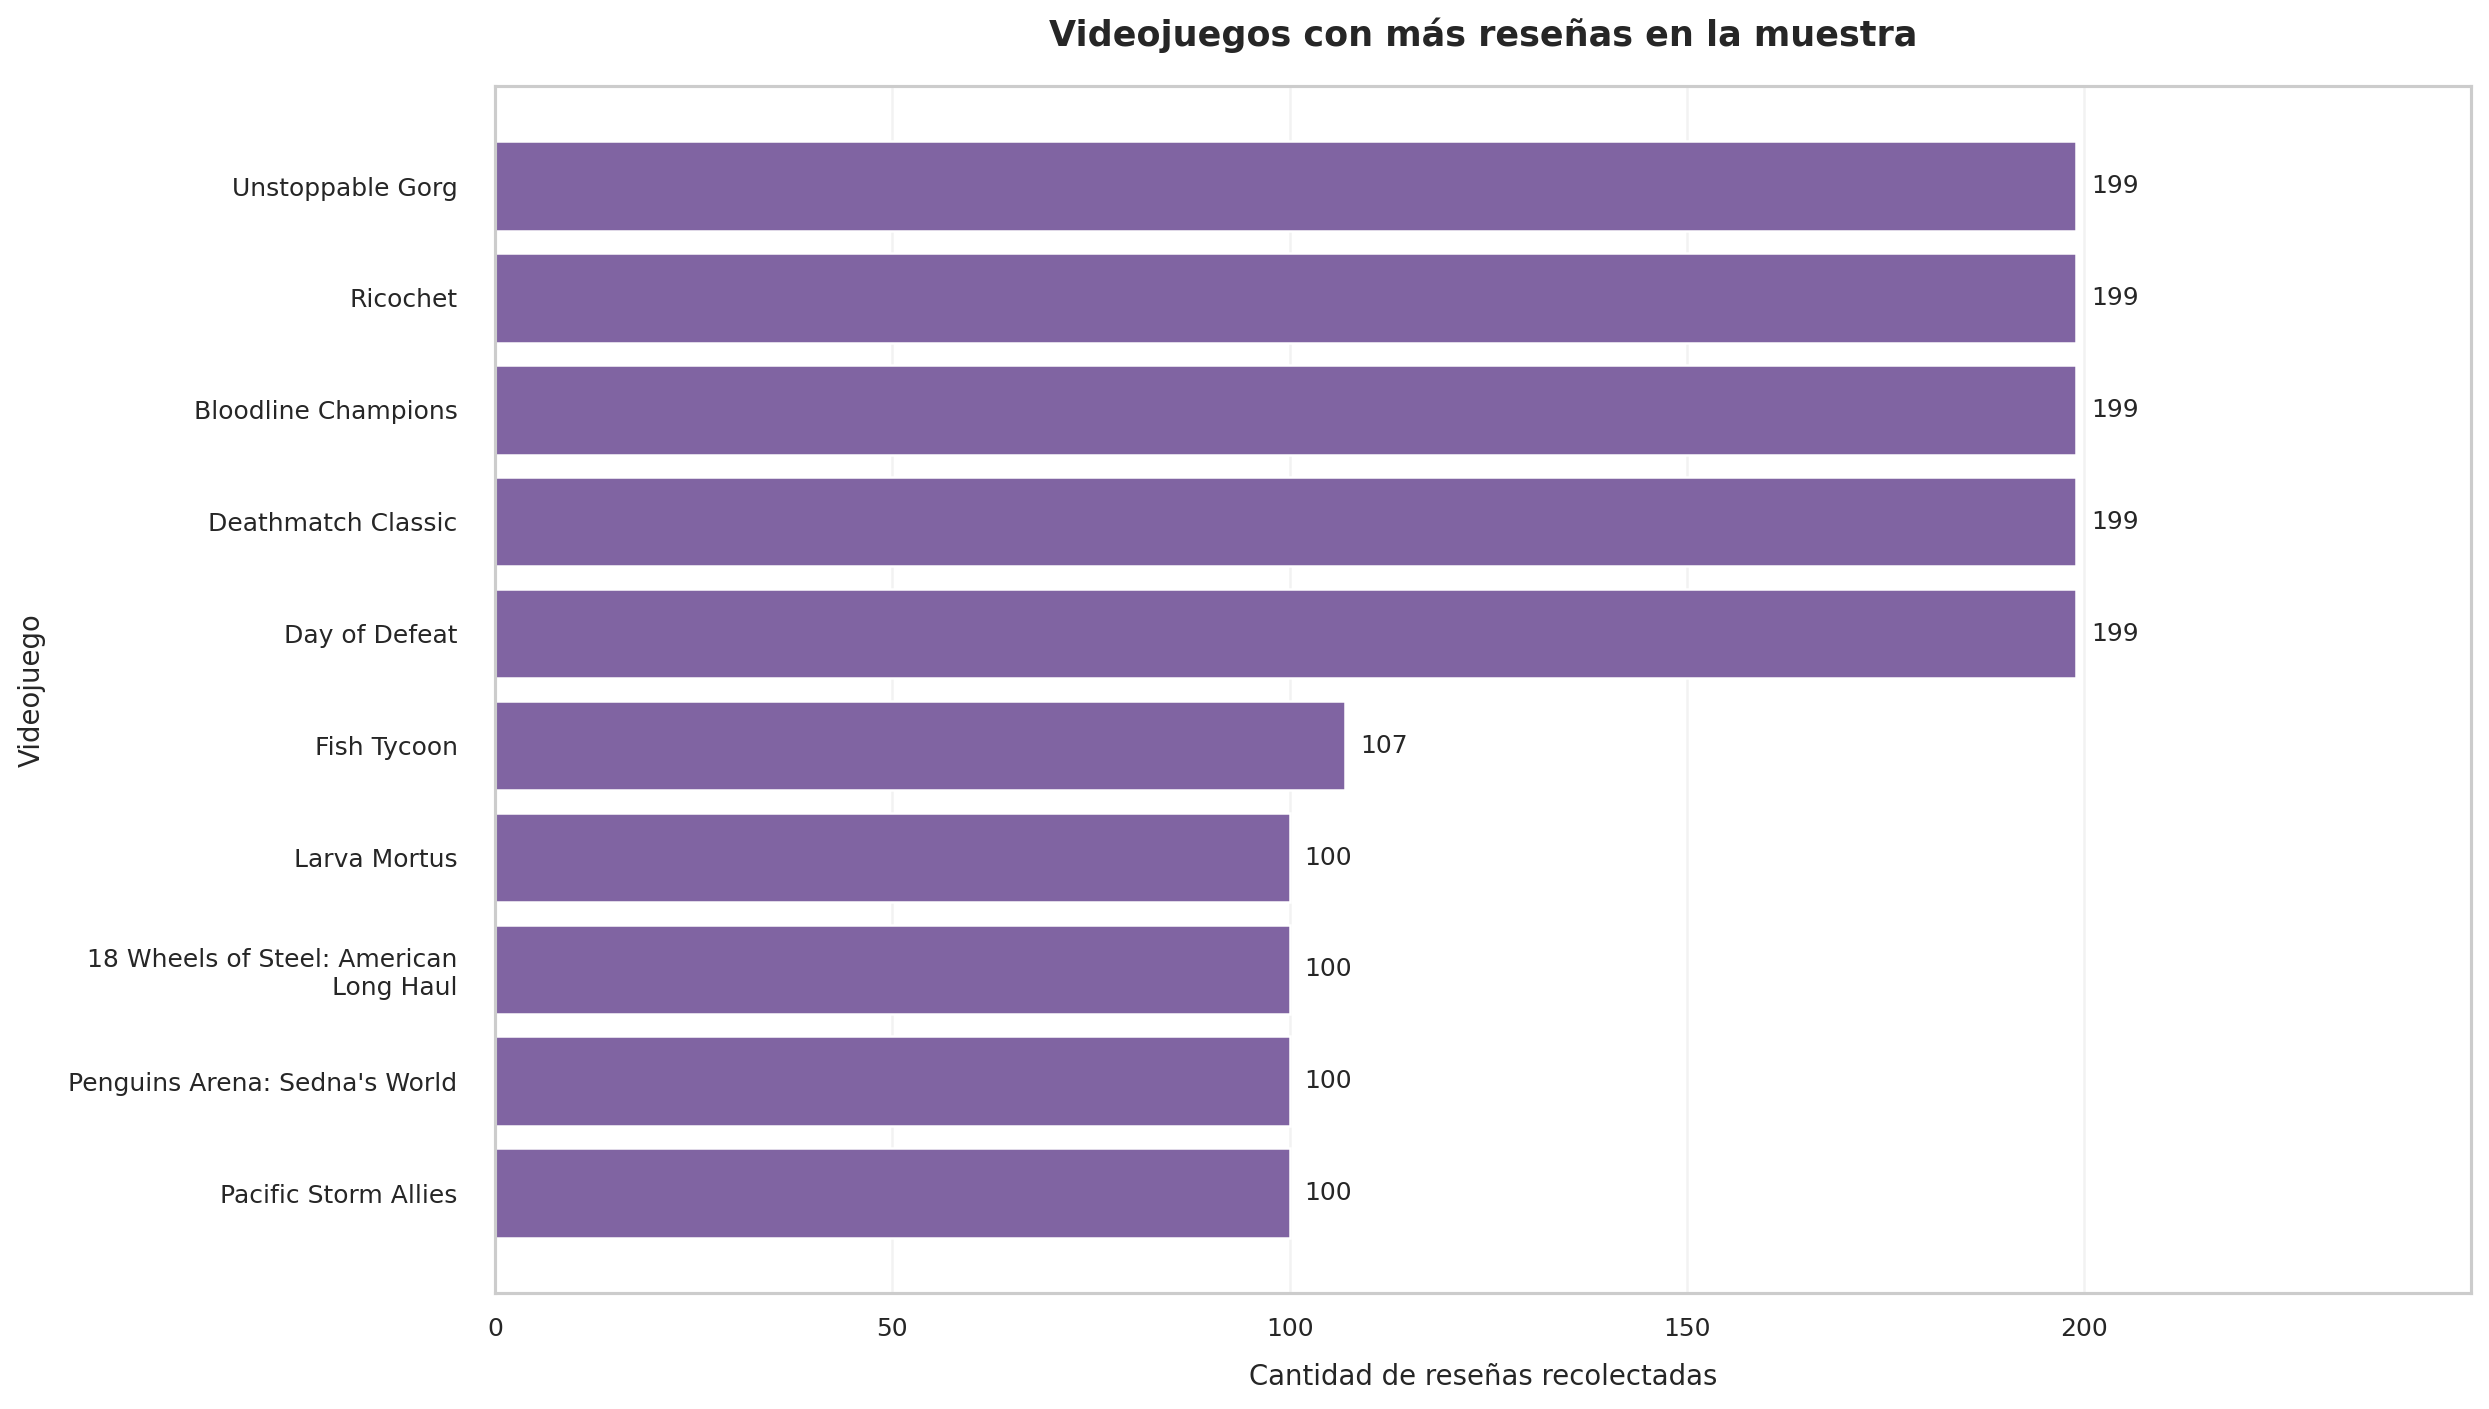 Videojuegos con más reseñas en la muestra
Videojuego
Unstoppable Gorg
199
Ricochet
199
Bloodline Champions
199
Deathmatch Classic
199
Day of Defeat
199
Fish Tycoon
107
Larva Mortus
100
18 Wheels of Steel: American
Long Haul
100
Penguins Arena: Sedna's World
100
Pacific Storm Allies
100
0
50
100
150
200
Cantidad de reseñas recolectadas